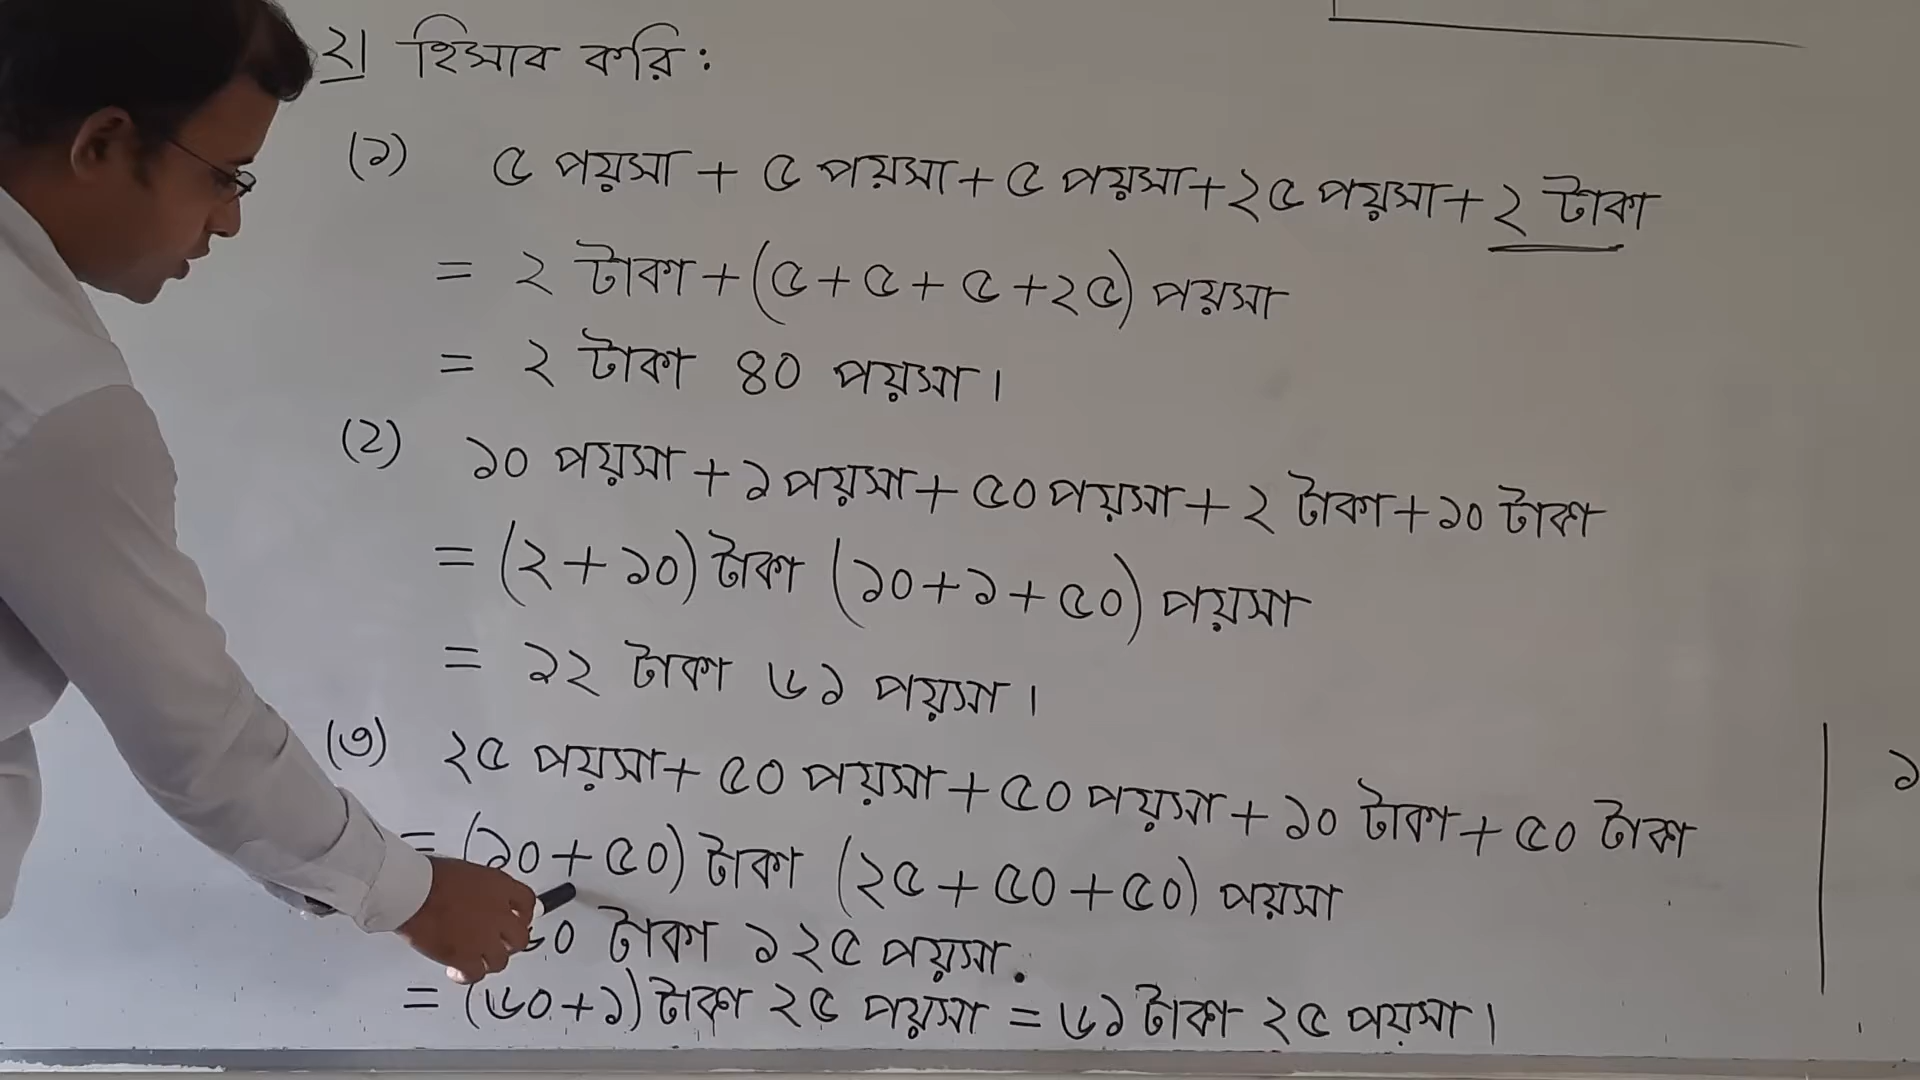 ২। হিসাব করি :
(১) ৫ পয়সা + ৫ পয়সা + ৫ পয়সা + ২৫ পয়সা + ২ টাকা
= ২ টাকা + (৫ + ৫ + ৫ + ২৫) পয়সা
= ২ টাকা ৪০ পয়সা।
(2) ১০ পয়সা + ১ পয়সা + ৫০ পয়সা + ২ টাকা + ১০ টাকা
= (২ + ১০) টাকা (১০ + ১ + ৫০) পয়সা
= ১২ টাকা ৬১ পয়সা।
(৩) ২৫ পয়সা + ৫০ পয়সা + ৫০ পয়সা + ১০ টাকা + ৫০ টাকা
= (১০ + ৫০) টাকা (২৫ + ৫০ + ৫০) পয়সা
৬০ টাকা ১২৫ পয়সা.
= (৬০ + ১) টাকা ২৫ পয়সা = ৬১ টাকা ২৫ পয়সা।
১